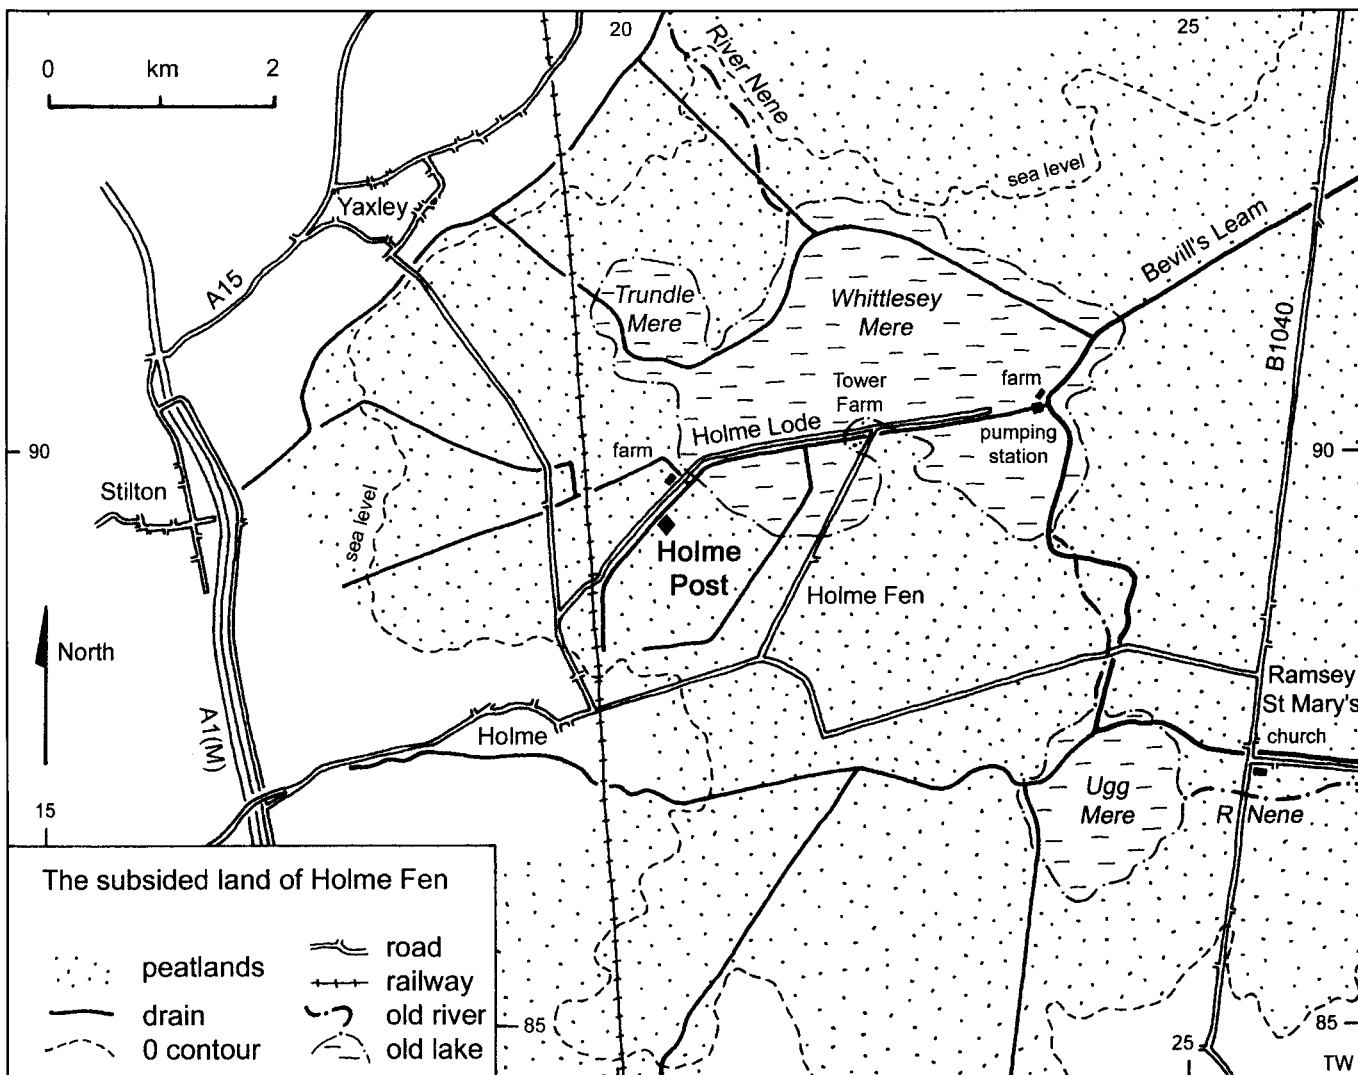 20
25
0 km 2
River Nene
sea level
Yaxley
A15
Bevill's Leam
Trundle
Mere
Whittlesey
Mere
B1040
Tower
Farm
farm
Holme Lode
90
farm
pumping
station
90
Stilton
sea level
Holme
Post
Holme Fen
North
Ramsey
St Mary's
church
A1(M)
Holme
Ugg
Mere
R Nene
15
The subsided land of Holme Fen
peatlands
drain
0 contour
road
railway
old river
old lake
85
20
25
85
TW